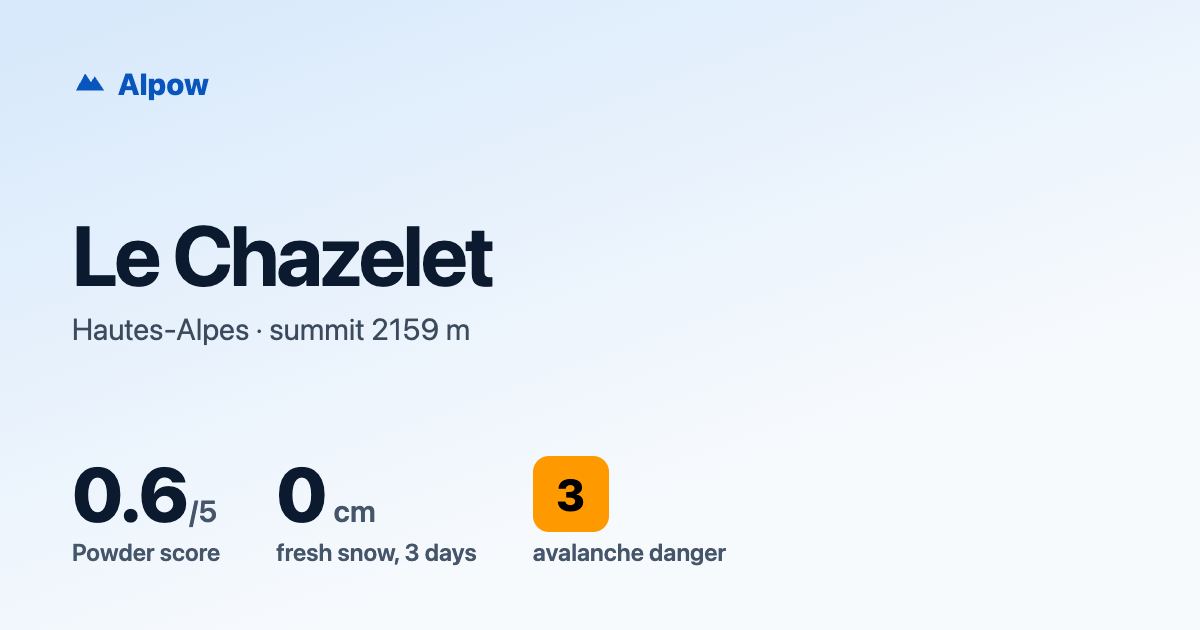 Alpow
Le Chazelet
Hautes-Alpes · summit 2159 m
0.6/5
Powder score
0 cm
fresh snow, 3 days
3
avalanche danger